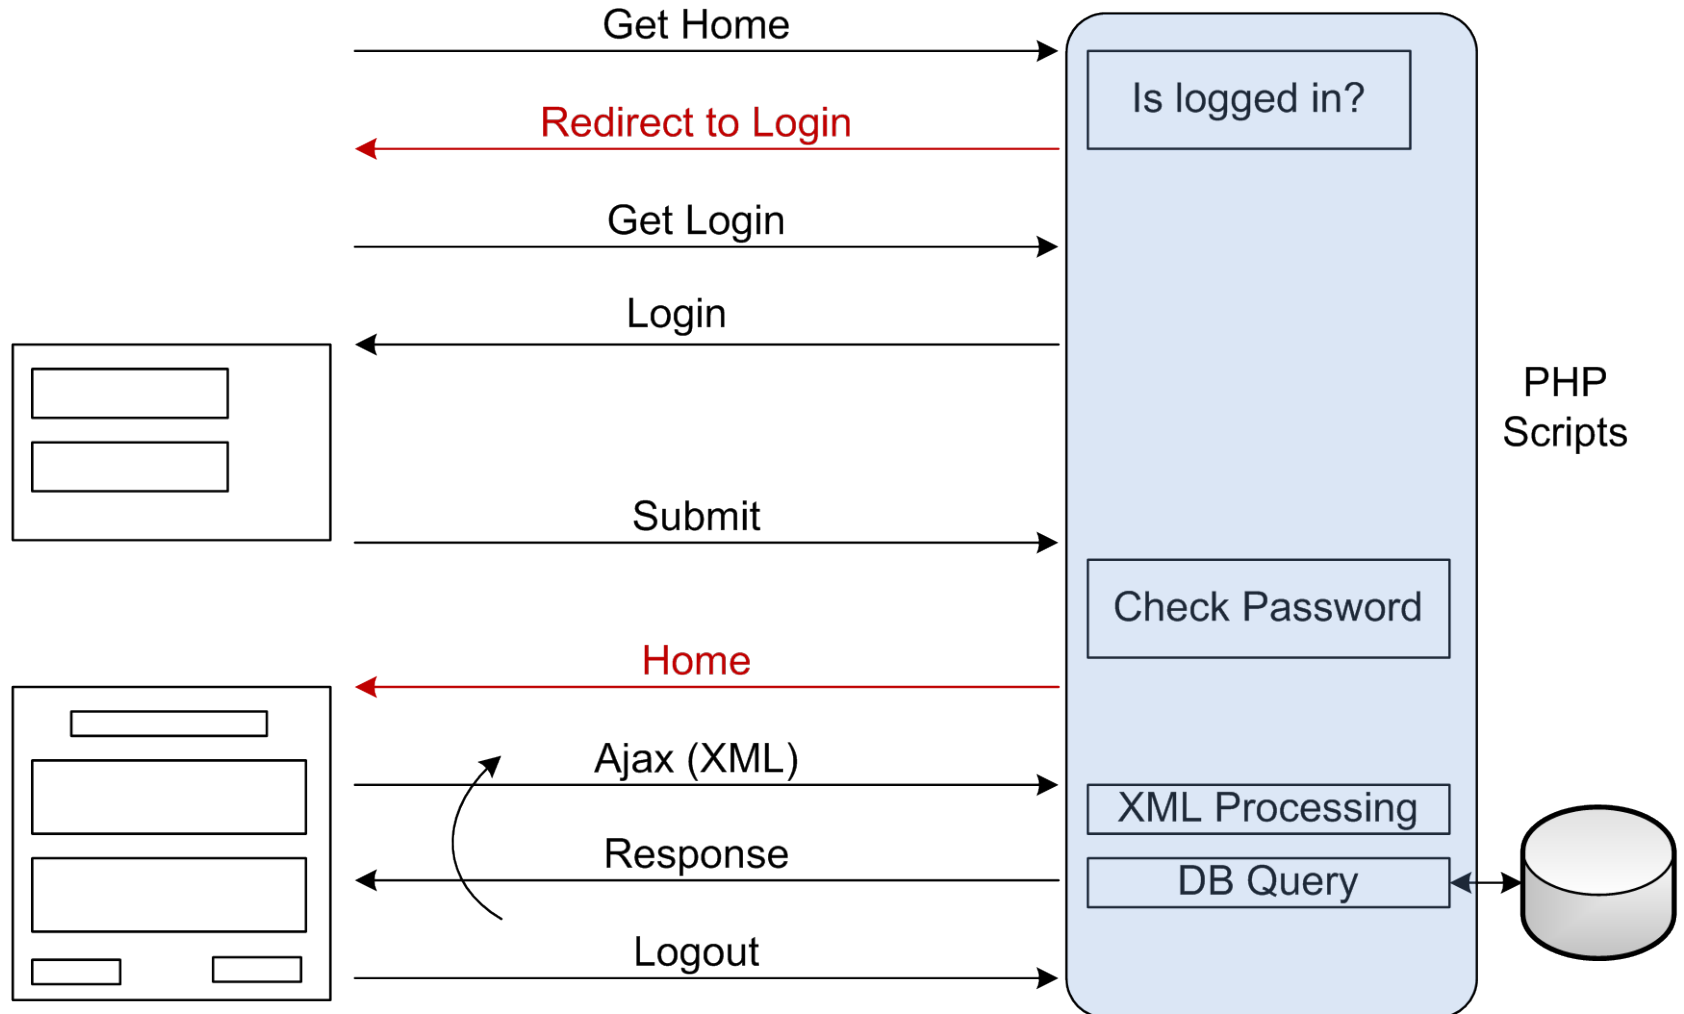 Get Home
Is logged in?
Redirect to Login
Get Login
Login
PHP
Scripts
Submit
Check Password
Home
Ajax (XML)
XML Processing
Response
DB Query
Logout